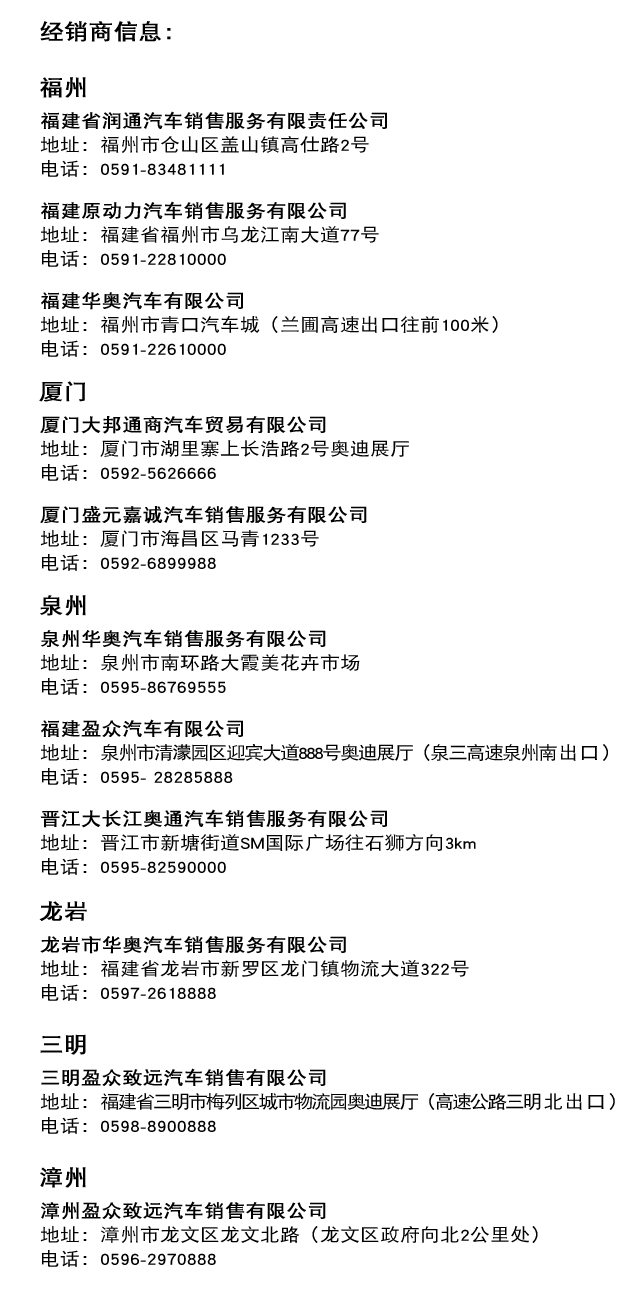 经销商信息：
福州
福建省润通汽车销售服务有限责任公司
地址：福州市仓山区盖山镇高仕路2号
电话：0591-83481111
福建原动力汽车销售服务有限公司
地址：福建省福州市乌龙江南大道77号
电话：0591-22810000
福建华奥汽车有限公司
地址：福州市青口汽车城（兰圃高速出口往前100米）
电话：0591-22610000
厦门
厦门大邦通商汽车贸易有限公司
地址：厦门市湖里寨上长浩路2号奥迪展厅
电话：0592-5626666
厦门盛元嘉诚汽车销售服务有限公司
地址：厦门市海昌区马青1233号
电话：0592-6899988
泉州
泉州华奥汽车销售服务有限公司
地址：泉州市南环路大霞美花卉市场
电话：0595-86769555
福建盈众汽车有限公司
地址：泉州市清濛园区迎宾大道888号奥迪展厅（泉三高速泉州南出口）
电话：0595- 28285888
晋江大长江奥通汽车销售服务有限公司
地址：晋江市新塘街道SM国际广场往石狮方向3km
电话：0595-82590000
龙岩
龙岩市华奥汽车销售服务有限公司
地址：福建省龙岩市新罗区龙门镇物流大道322号
电话：0597-2618888
三明
三明盈众致远汽车销售有限公司
地址：福建省三明市梅列区城市物流园奥迪展厅（高速公路三明北出口）
电话：0598-8900888
漳州
漳州盈众致远汽车销售有限公司
地址：漳州市龙文区龙文北路（龙文区政府向北2公里处）
电话：0596-2970888